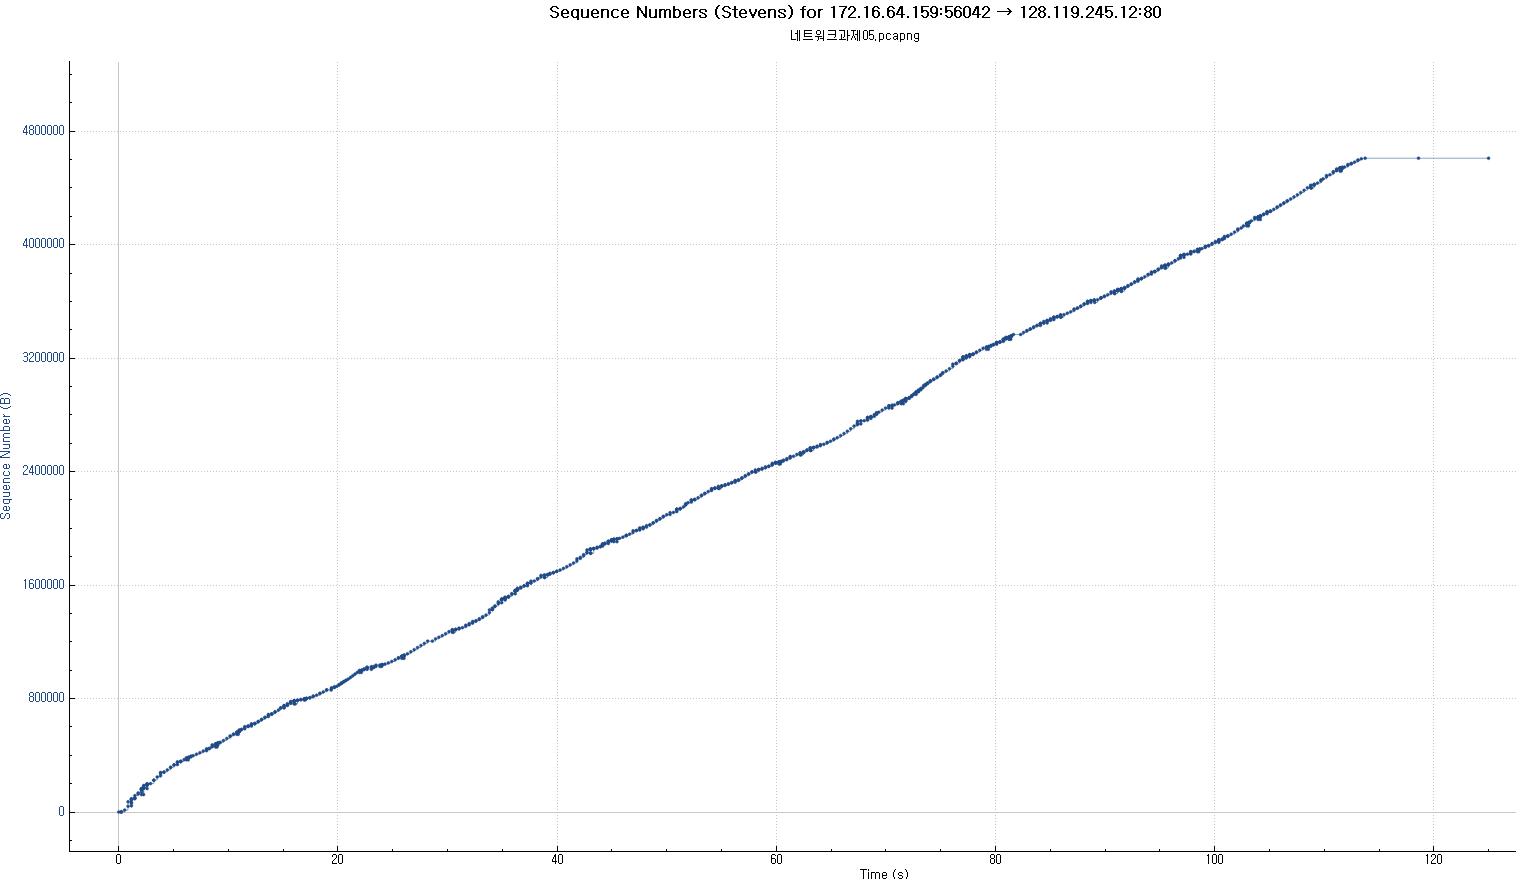 Sequence Numbers (Stevens) for 172.16.64.159:56042 → 128.119.245.12:80
네트워크과제05.pcapng
4800000
4000000
3200000
2400000
1600000
800000
0
Sequence Number (B)
0 20 40 60 80 100 120
Time (s)